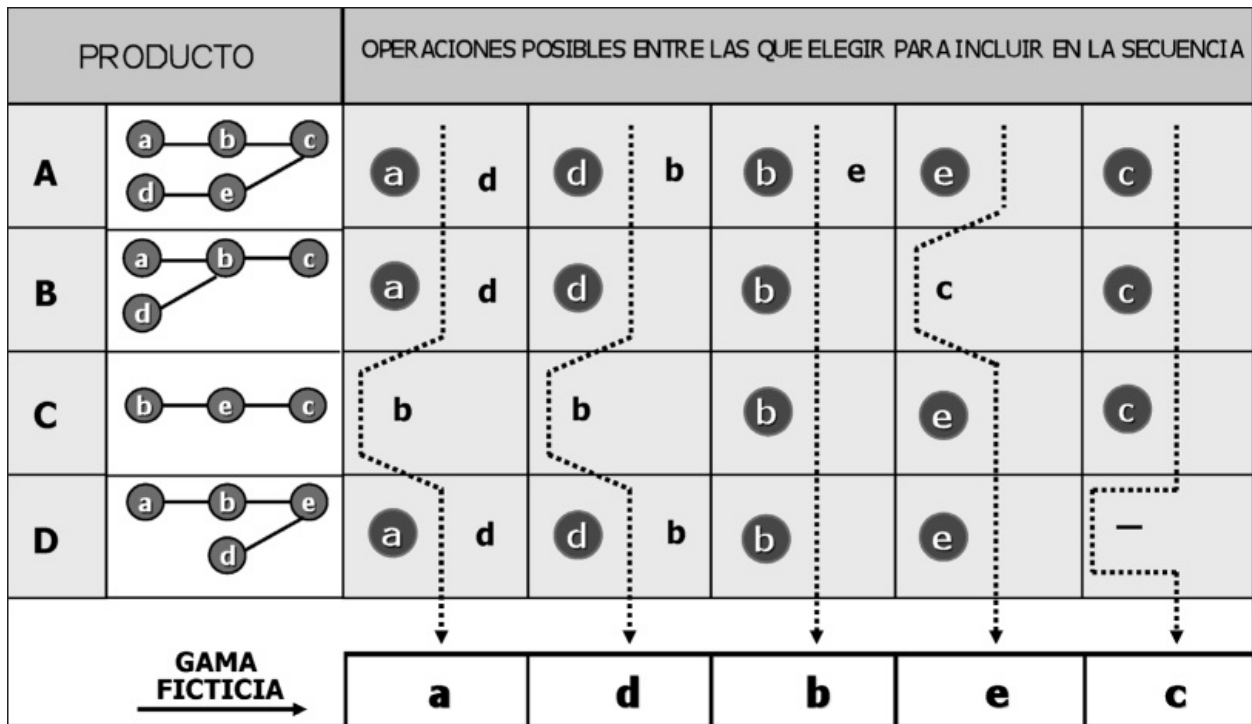 PRODUCTO
OPERACIONES POSIBLES ENTRE LAS QUE ELEGIR PARA INCLUIR EN LA SECUENCIA
A
a b c
d e
a d
d b
b e
e
c
B
a b c
d
a d
d
b
c
c
C
b e c
b
b
b
e
c
D
a b e
d
a d
d b
b
e
–
GAMA
FICTICIA
a d b e c